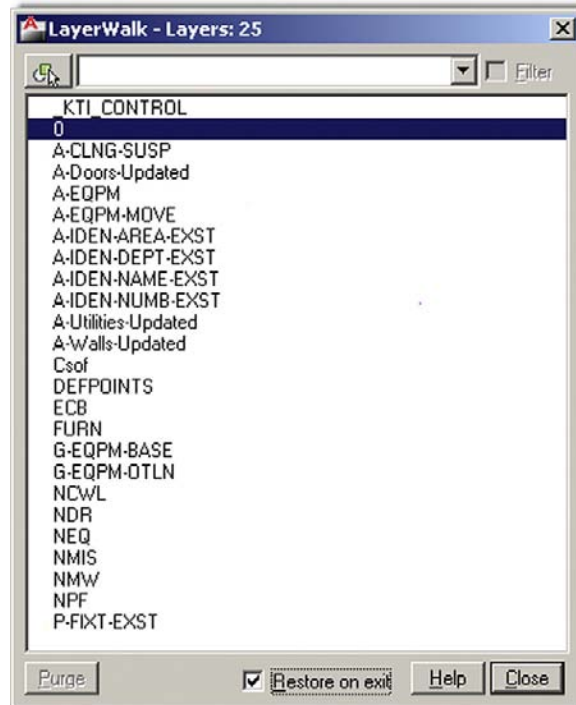 LayerWalk - Layers: 25
Filter
_KTI_CONTROL
0
A-CLNG-SUSP
A-Doors-Updated
A-EQPM
A-EQPM-MOVE
A-IDEN-AREA-EXST
A-IDEN-DEPT-EXST
A-IDEN-NAME-EXST
A-IDEN-NUMB-EXST
A-Utilities-Updated
A-Walls-Updated
Csof
DEFPOINTS
ECB
FURN
G-EQPM-BASE
G-EQPM-OTLN
NCWL
NDR
NEQ
NMIS
NMW
NPF
P-FIXT-EXST
Purge Restore on exit Help Close